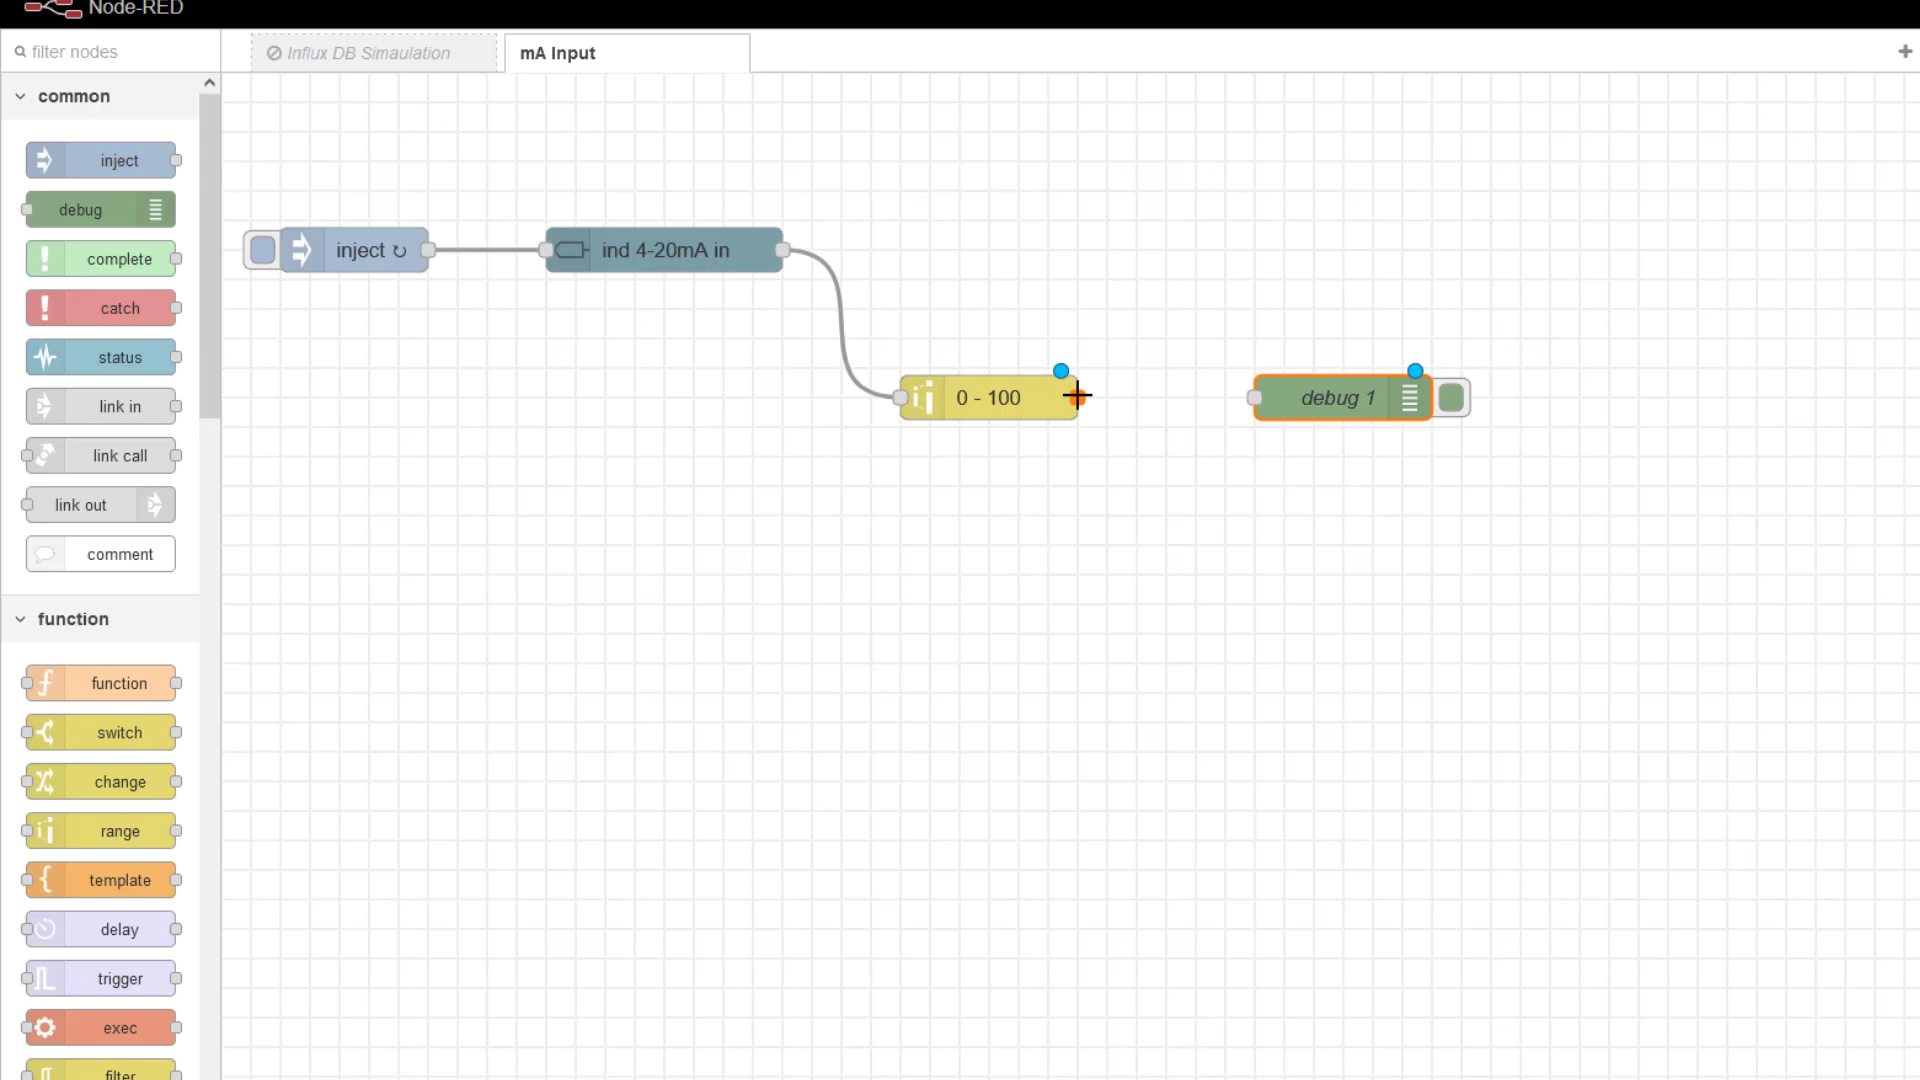 Node-RED
filter nodes
Influx DB Simaulation
mA Input
common
inject
debug
complete
catch
status
link in
link call
link out
comment
function
function
switch
change
range
template
delay
trigger
exec
filter
inject ↻
ind 4-20mA in
0 - 100
debug 1